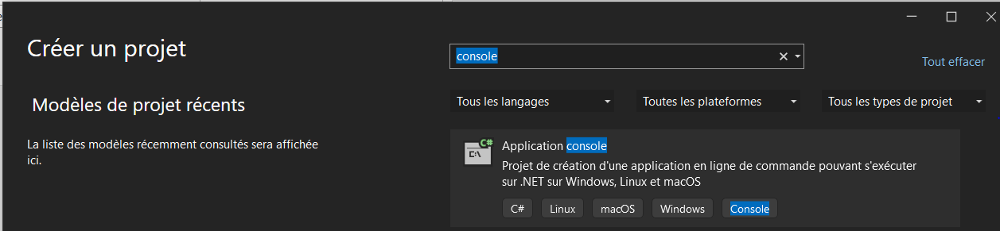 Créer un projet
console
Tout effacer
Modèles de projet récents
Tous les langages
Toutes les plateformes
Tous les types de projet
La liste des modèles récemment consultés sera affichée
ici.
C#
C:\
Application console
Projet de création d'une application en ligne de commande pouvant s'exécuter
sur .NET sur Windows, Linux et macOS
C#
Linux
macOS
Windows
Console